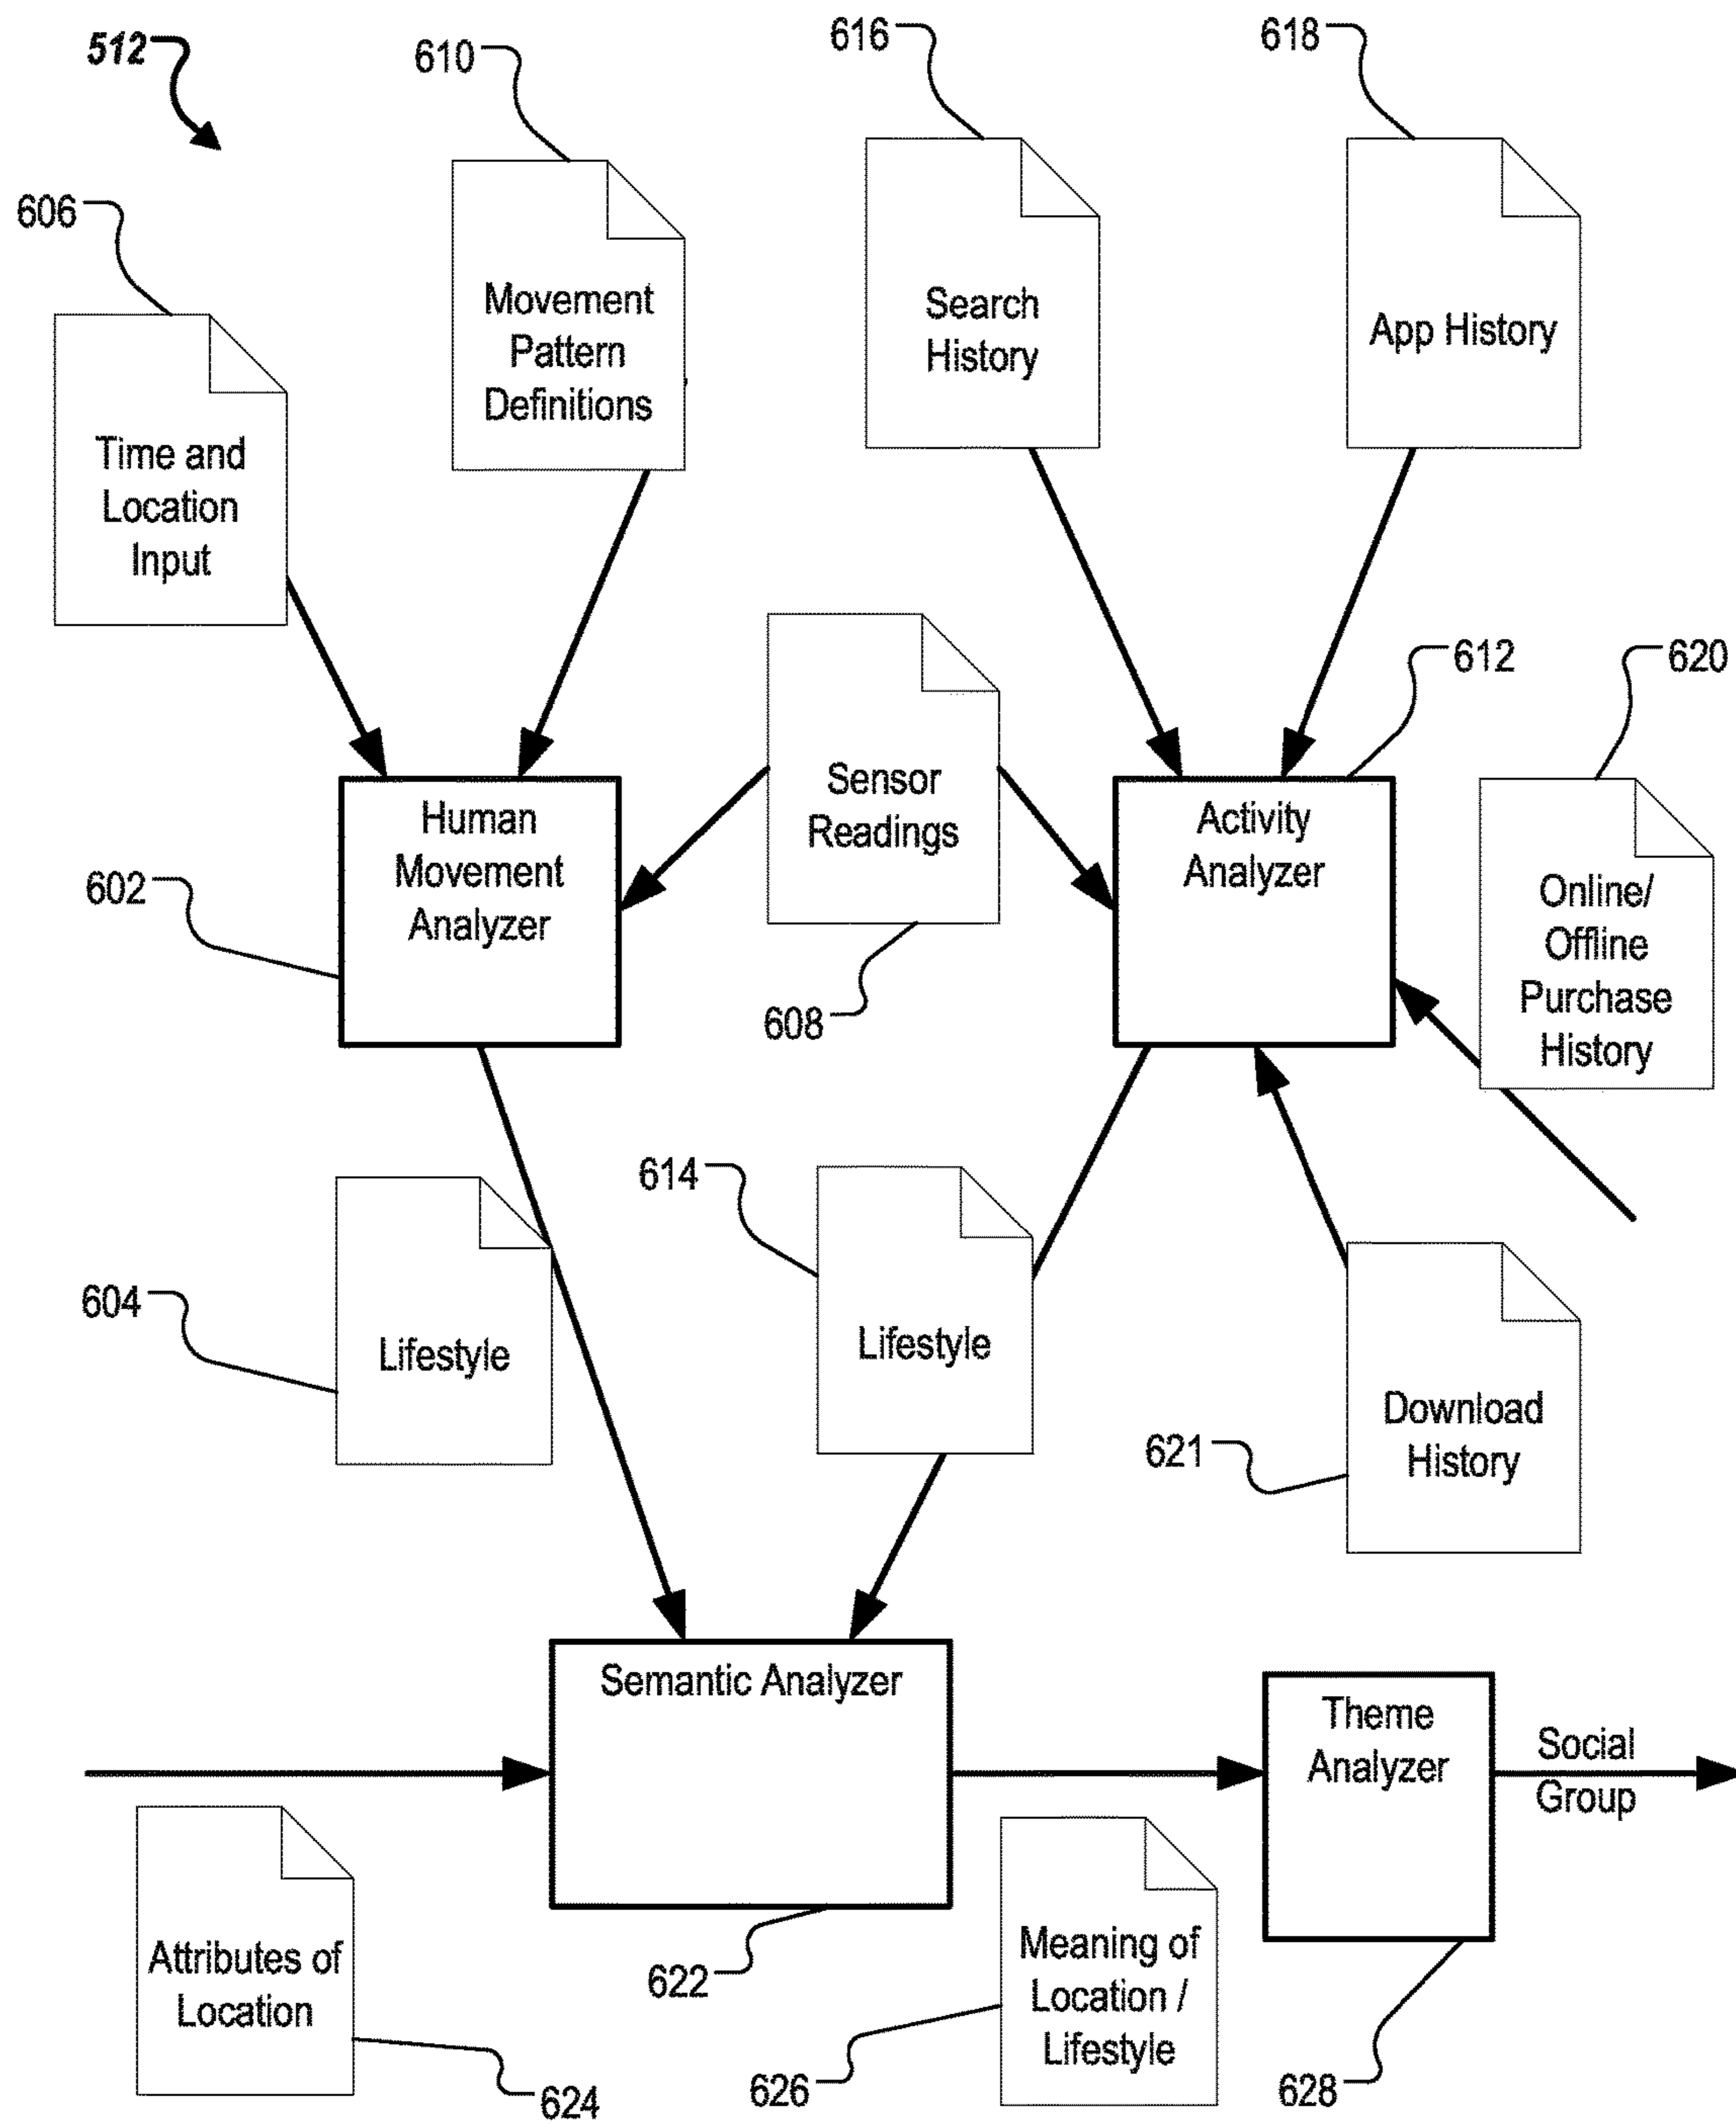 512
610
616
618
606
Movement
Pattern
Definitions
Search
History
App History
Time and
Location
Input
612
620
Sensor
Readings
Human
Movement
Analyzer
Activity
Analyzer
602
Online/
Offline
Purchase
History
608
614
604
Lifestyle
Lifestyle
Download
History
621
Semantic Analyzer
Theme
Analyzer
Social
Group
Attributes of
Location
622
Meaning of
Location /
Lifestyle
624
626
628